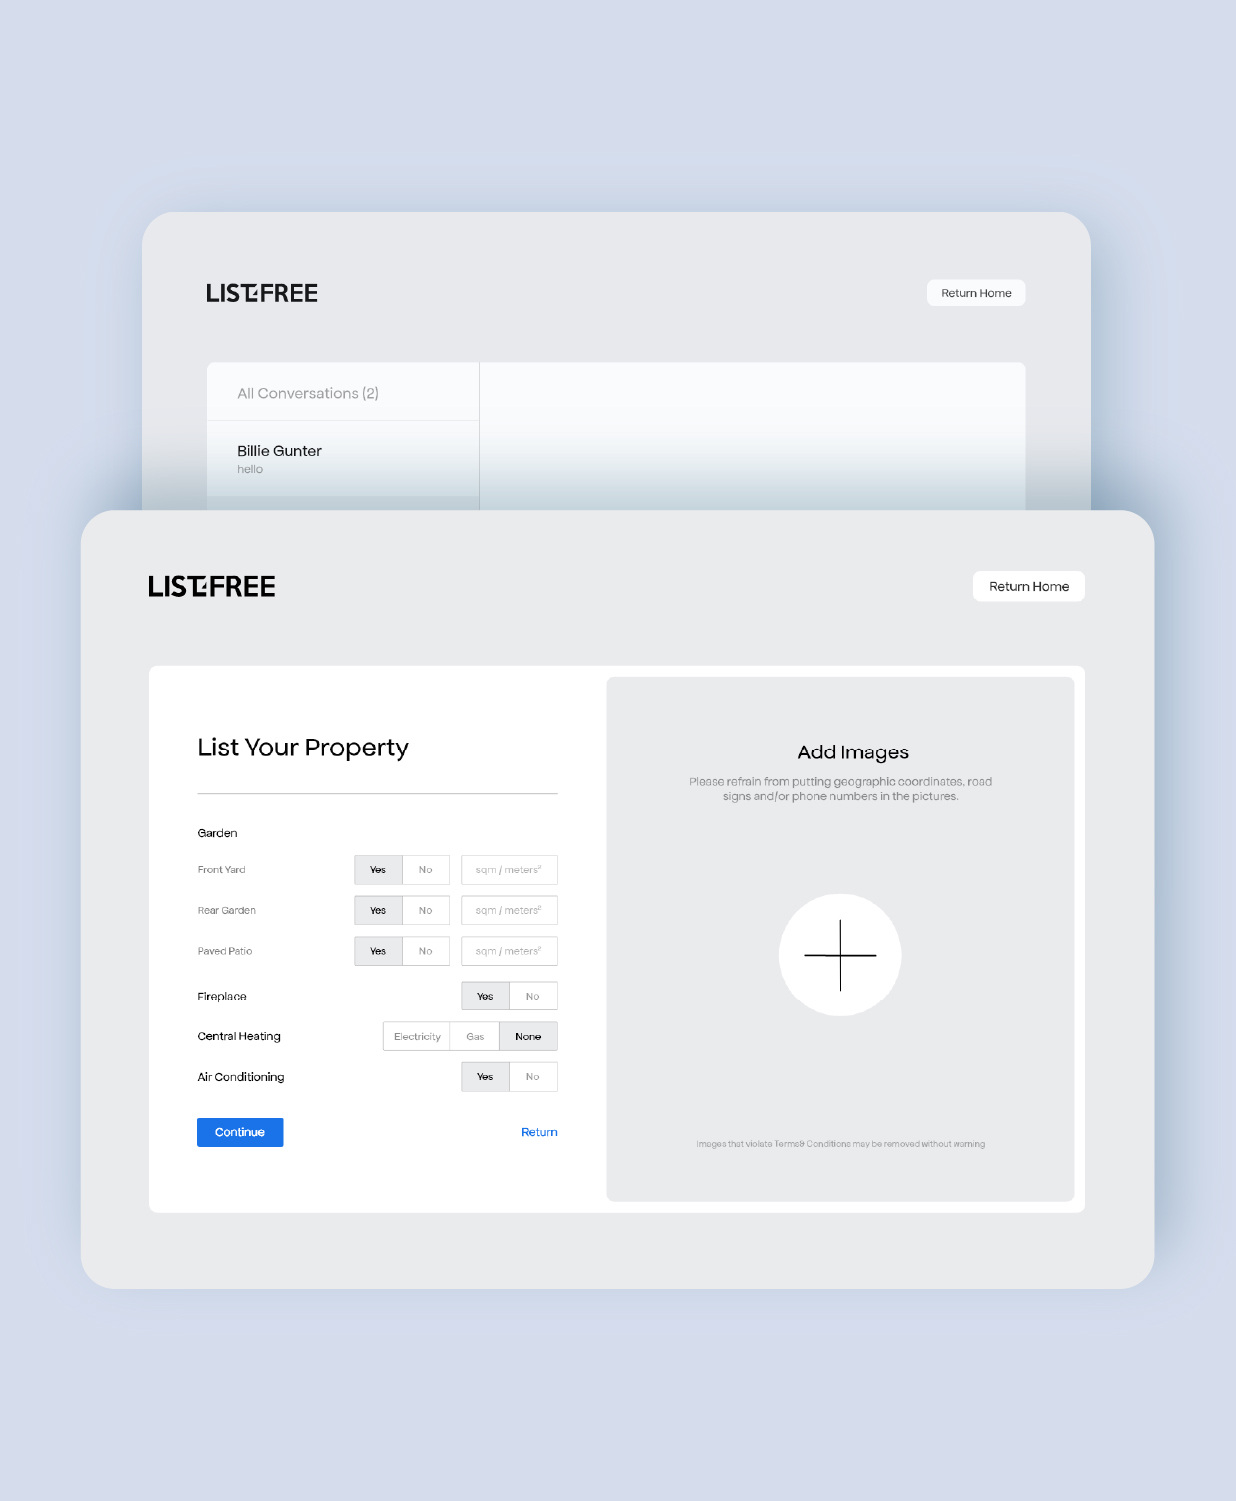 LIST4FREE
Return Home
All Conversations (2)
Billie Gunter
hello
LIST4FREE
Return Home
List Your Property
Garden
Front Yard Yes No sqm / meters²
Rear Garden Yes No sqm / meters²
Paved Patio Yes No sqm / meters²
Fireplace Yes No
Central Heating Electricity Gas None
Air Conditioning Yes No
Continue Return
Add Images
Please refrain from putting geographic coordinates, road
signs and/or phone numbers in the pictures.
Images that violate Terms& Conditions may be removed without warning